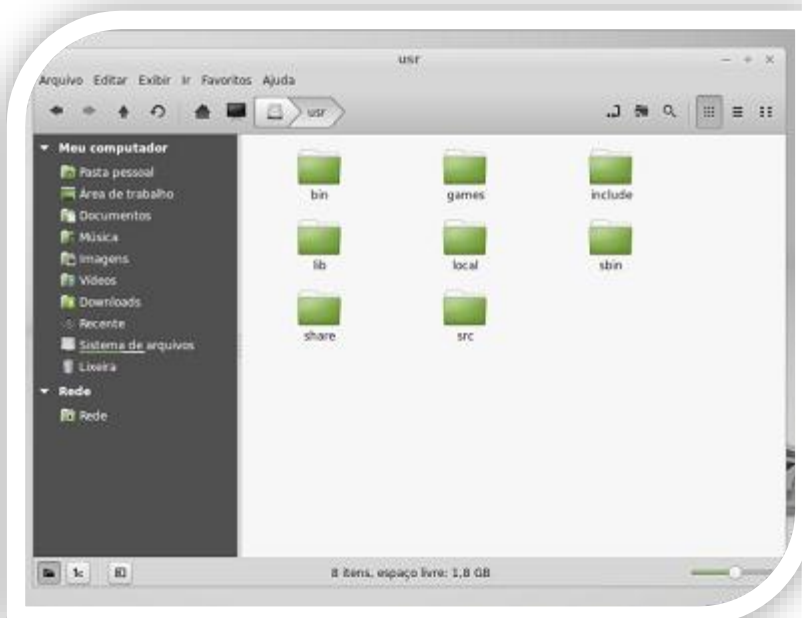 usr
Arquivo Editar Exibir Ir Favoritos Ajuda
usr
Meu computador
Pasta pessoal
Área de trabalho
Documentos
Música
Imagens
Vídeos
Downloads
Recente
Sistema de arquivos
Lixeira
Rede
Rede
bin
games
include
lib
local
sbin
share
src
8 itens, espaço livre: 1,8 GB